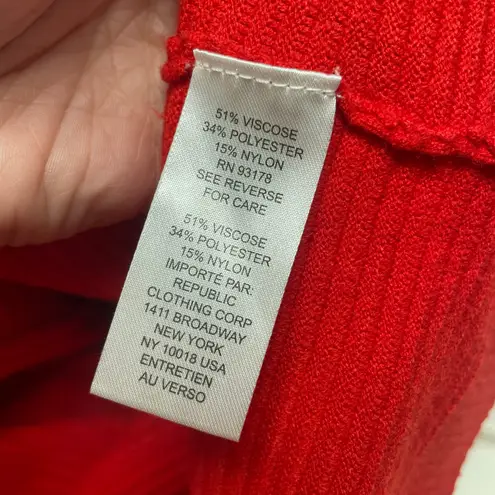 51% VISCOSE
34% POLYESTER
15% NYLON
RN 93178
SEE REVERSE
FOR CARE
51% VISCOSE
34% POLYESTER
15% NYLON
IMPORTÉ PAR:
REPUBLIC
CLOTHING CORP
1411 BROADWAY
NEW YORK
NY 10018 USA
ENTRETIEN
AU VERSO